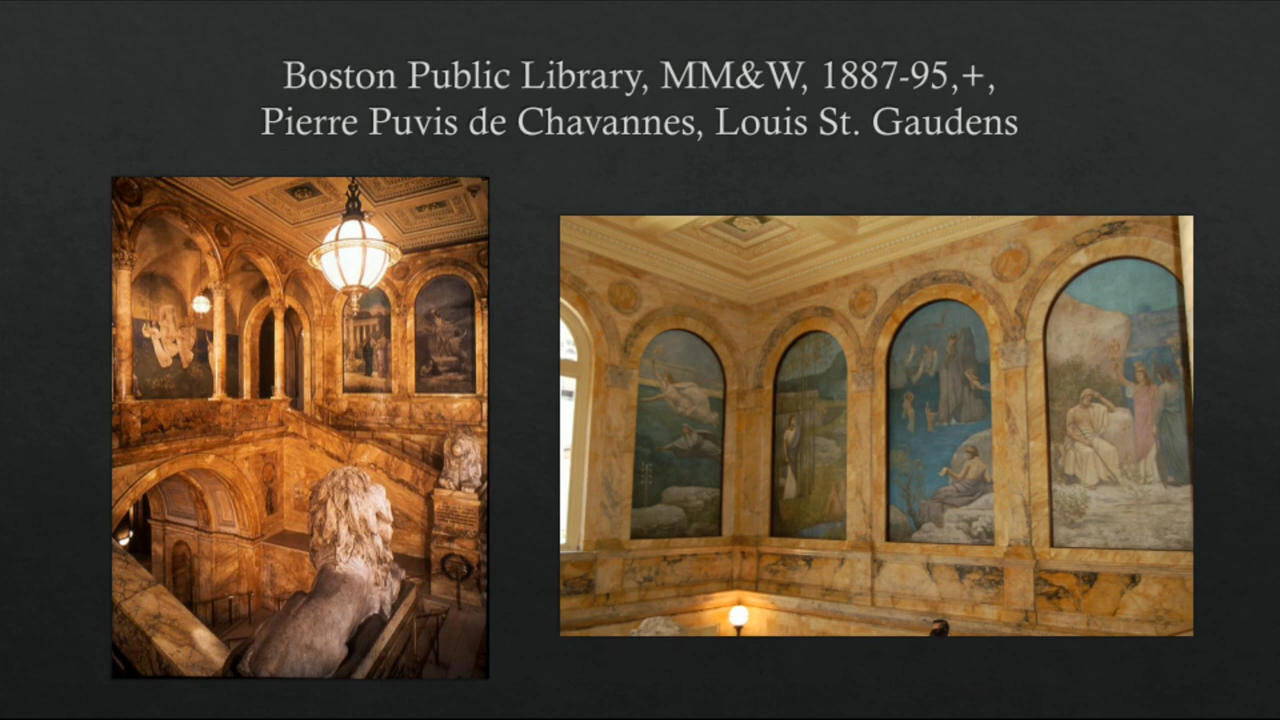 Boston Public Library, MM&W, 1887-95,+,
Pierre Puvis de Chavannes, Louis St. Gaudens